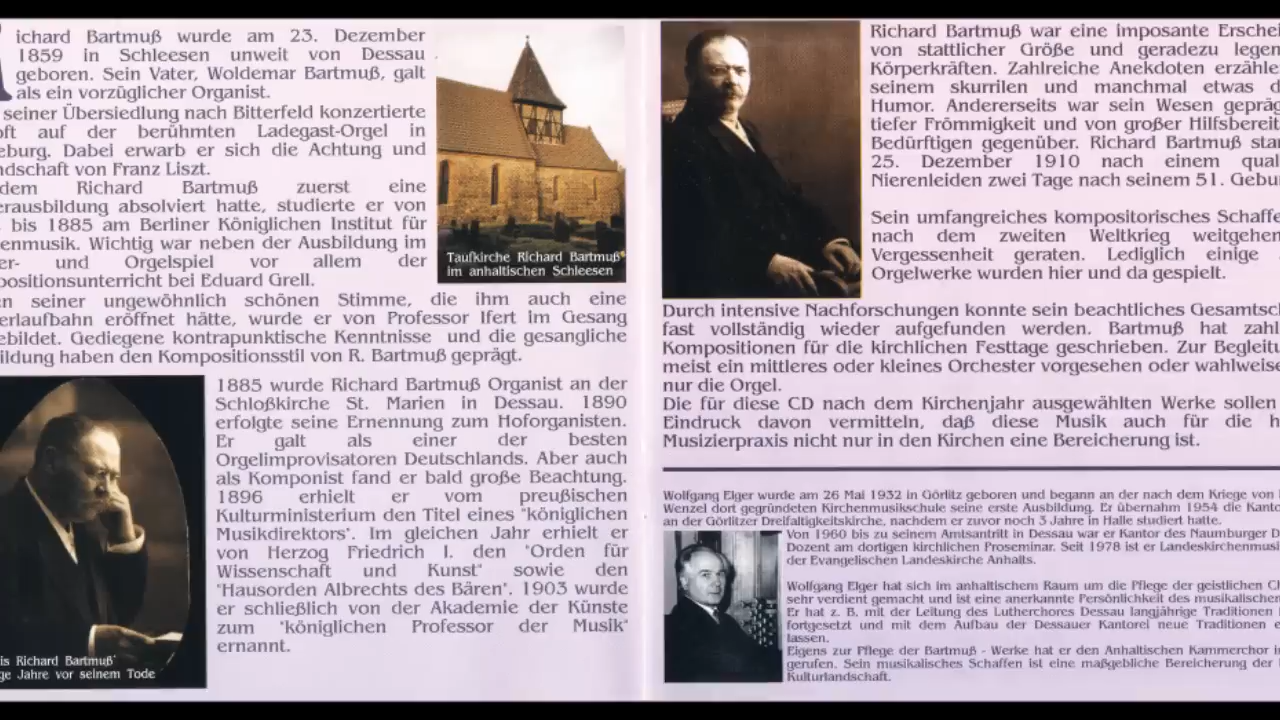 ichard Bartmuß wurde am 23. Dezember
1859 in Schleesen unweit von Dessau
geboren. Sein Vater, Woldemar Bartmuß, galt
als ein vorzüglicher Organist.
seiner Übersiedlung nach Bitterfeld konzertierte
oft auf der berühmten Ladegast-Orgel in
eburg. Dabei erwarb er sich die Achtung und
ndschaft von Franz Liszt.
dem Richard Bartmuß zuerst eine
erausbildung absolviert hatte, studierte er von
bis 1885 am Berliner Königlichen Institut für
enmusik. Wichtig war neben der Ausbildung im
er- und Orgelspiel vor allem der
positionsunterricht bei Eduard Grell.
en seiner ungewöhnlich schönen Stimme, die ihm auch eine
erlaufbahn eröffnet hätte, wurde er von Professor Ifert im Gesang
ebildet. Gediegene kontrapunktische Kenntnisse und die gesangliche
ildung haben den Kompositionsstil von R. Bartmuß geprägt.
Taufkirche Richard Bartmuß'
im anhaltischen Schleesen
is Richard Bartmuß'
ge Jahre vor seinem Tode
1885 wurde Richard Bartmuß Organist an der
Schloßkirche St. Marien in Dessau. 1890
erfolgte seine Ernennung zum Hoforganisten.
Er galt als einer der besten
Orgelimprovisatoren Deutschlands. Aber auch
als Komponist fand er bald große Beachtung.
1896 erhielt er vom preußischen
Kulturministerium den Titel eines "königlichen
Musikdirektors". Im gleichen Jahr erhielt er
von Herzog Friedrich I. den "Orden für
Wissenschaft und Kunst" sowie den
"Hausorden Albrechts des Bären". 1903 wurde
er schließlich von der Akademie der Künste
zum "königlichen Professor der Musik"
ernannt.
Richard Bartmuß war eine imposante Erschei
von stattlicher Größe und geradezu legen
Körperkräften. Zahlreiche Anekdoten erzähle
seinem skurrilen und manchmal etwas d
Humor. Andererseits war sein Wesen gepräg
tiefer Frömmigkeit und von großer Hilfsbereit
Bedürftigen gegenüber. Richard Bartmuß star
25. Dezember 1910 nach einem qual
Nierenleiden zwei Tage nach seinem 51. Gebur
Sein umfangreiches kompositorisches Schaffe
nach dem zweiten Weltkrieg weitgehen
Vergessenheit geraten. Lediglich einige
Orgelwerke wurden hier und da gespielt.
Durch intensive Nachforschungen konnte sein beachtliches Gesamtsch
fast vollständig wieder aufgefunden werden. Bartmuß hat zahl
Kompositionen für die kirchlichen Festtage geschrieben. Zur Begleitu
meist ein mittleres oder kleines Orchester vorgesehen oder wahlweise
nur die Orgel.
Die für diese CD nach dem Kirchenjahr ausgewählten Werke sollen
Eindruck davon vermitteln, daß diese Musik auch für die h
Musizierpraxis nicht nur in den Kirchen eine Bereicherung ist.
Wolfgang Elger wurde am 26 Mai 1932 in Görlitz geboren und begann an der nach dem Kriege von
Wenzel dort gegründeten Kirchenmusikschule seine erste Ausbildung. Er übernahm 1954 die Kanto
an der Görlitzer Dreifaltigkeitskirche, nachdem er zuvor noch 3 Jahre in Halle studiert hatte.
Von 1960 bis zu seinem Amtsantritt in Dessau war er Kantor des Naumburger D
Dozent am dortigen kirchlichen Proseminar. Seit 1978 ist er Landeskirchenmusi
der Evangelischen Landeskirche Anhalts.
Wolfgang Elger hat sich im anhaltischem Raum um die Pflege der geistlichen C
sehr verdient gemacht und ist eine anerkannte Persönlichkeit des musikalischen
Er hat z. B. mit der Leitung des Lutherchores Dessau langjährige Traditionen
fortgesetzt und mit dem Aufbau der Dessauer Kantorei neue Traditionen e
lassen.
Eigens zur Pflege der Bartmuß - Werke hat er den Anhaltischen Kammerchor i
gerufen. Sein musikalisches Schaffen ist eine maßgebliche Bereicherung der
Kulturlandschaft.